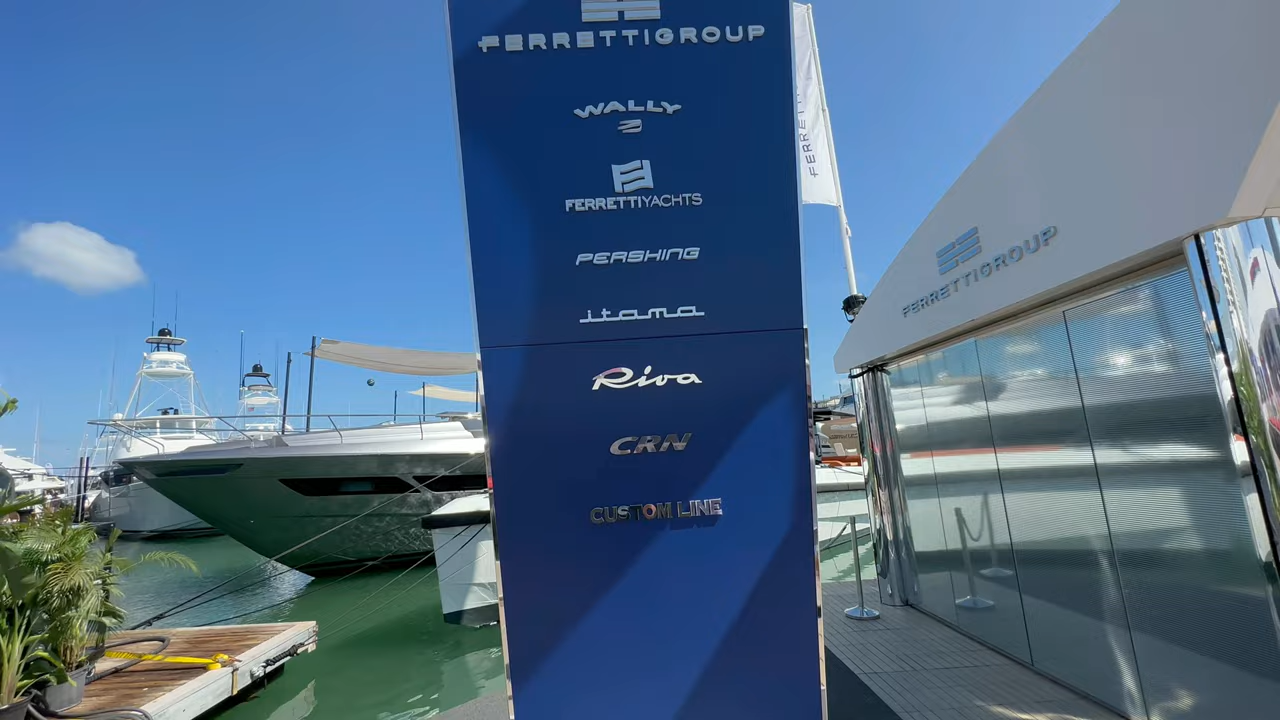 FERRETTIGROUP
WALLY
FERRETTIYACHTS
PERSHING
itama
Riva
CRN
CUSTOM LINE
FERRETTI
FERRETTIGROUP